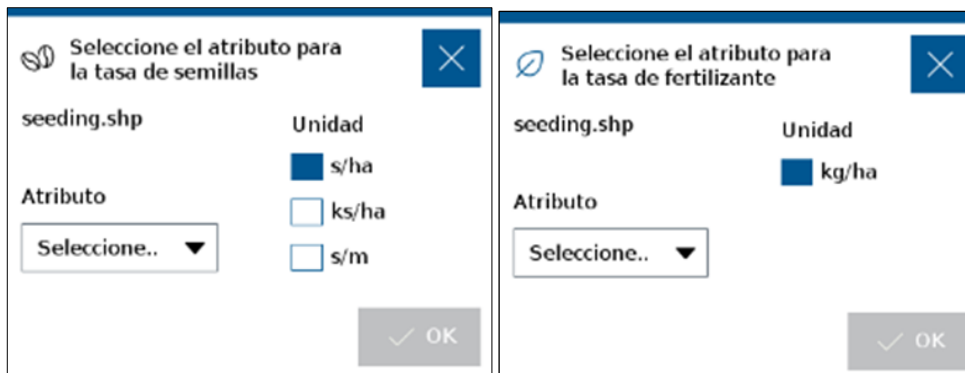 Seleccione el atributo para
la tasa de semillas
seeding.shp
Unidad
s/ha
Atributo
ks/ha
Seleccione..
s/m
OK
Seleccione el atributo para
la tasa de fertilizante
seeding.shp
Unidad
kg/ha
Atributo
Seleccione..
OK